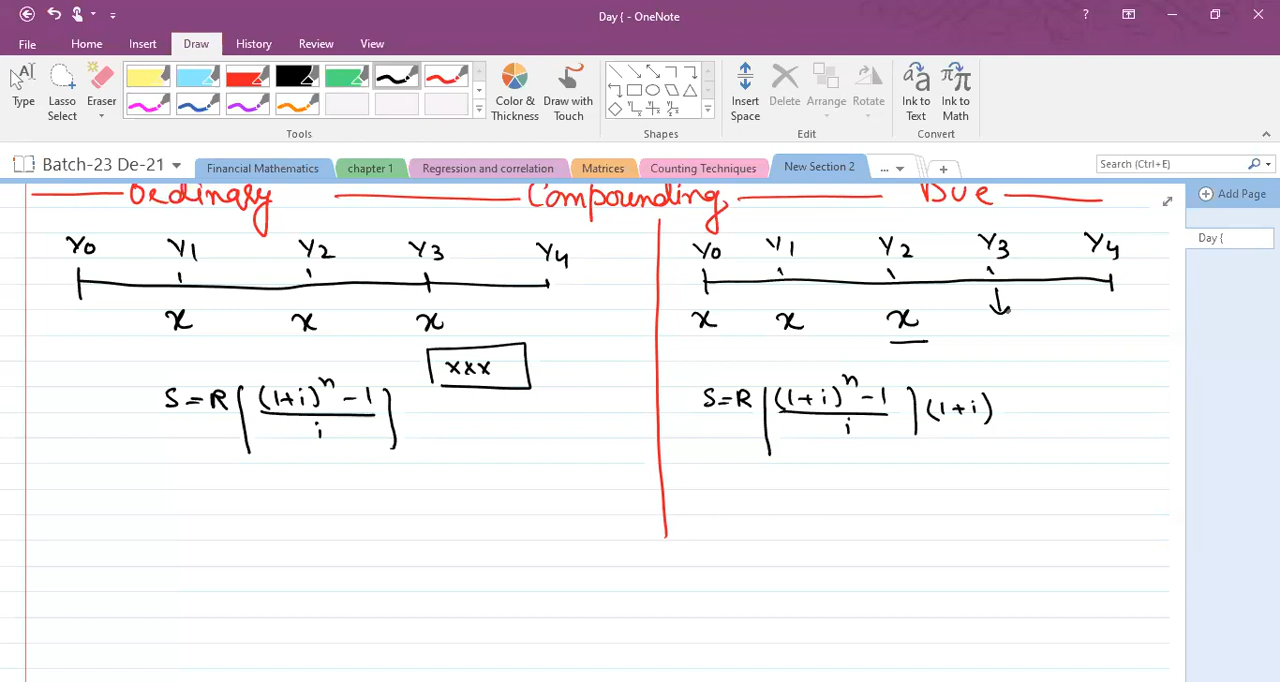 Day { - OneNote
File Home Insert Draw History Review View
Type Lasso Select Eraser Color & Thickness Draw with Touch Insert Space Delete Arrange Rotate Ink to Text Ink to Math
Tools Shapes Edit Convert
Batch-23 De-21 Financial Mathematics chapter 1 Regression and correlation Matrices Counting Techniques New Section 2 ... Search (Ctrl+E)
Add Page
Day {
Ordinary Compounding, Due
Y0 Y1 Y2 Y3 Y4
x x x
xxx
S=R[((1+i)^n -1)/i]
Y0 Y1 Y2 Y3 Y4
x x x
S=R[((1+i)^n -1)/i](1+i)